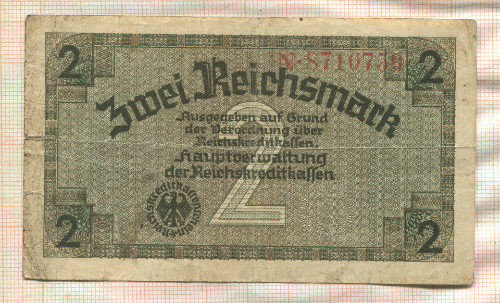 2
N·8710739
2
Zwei Reichsmark
Ausgegeben auf Grund
der Verordnung über
Reichskreditkassen.
Hauptverwaltung
der Reichskreditkassen
2
2
2